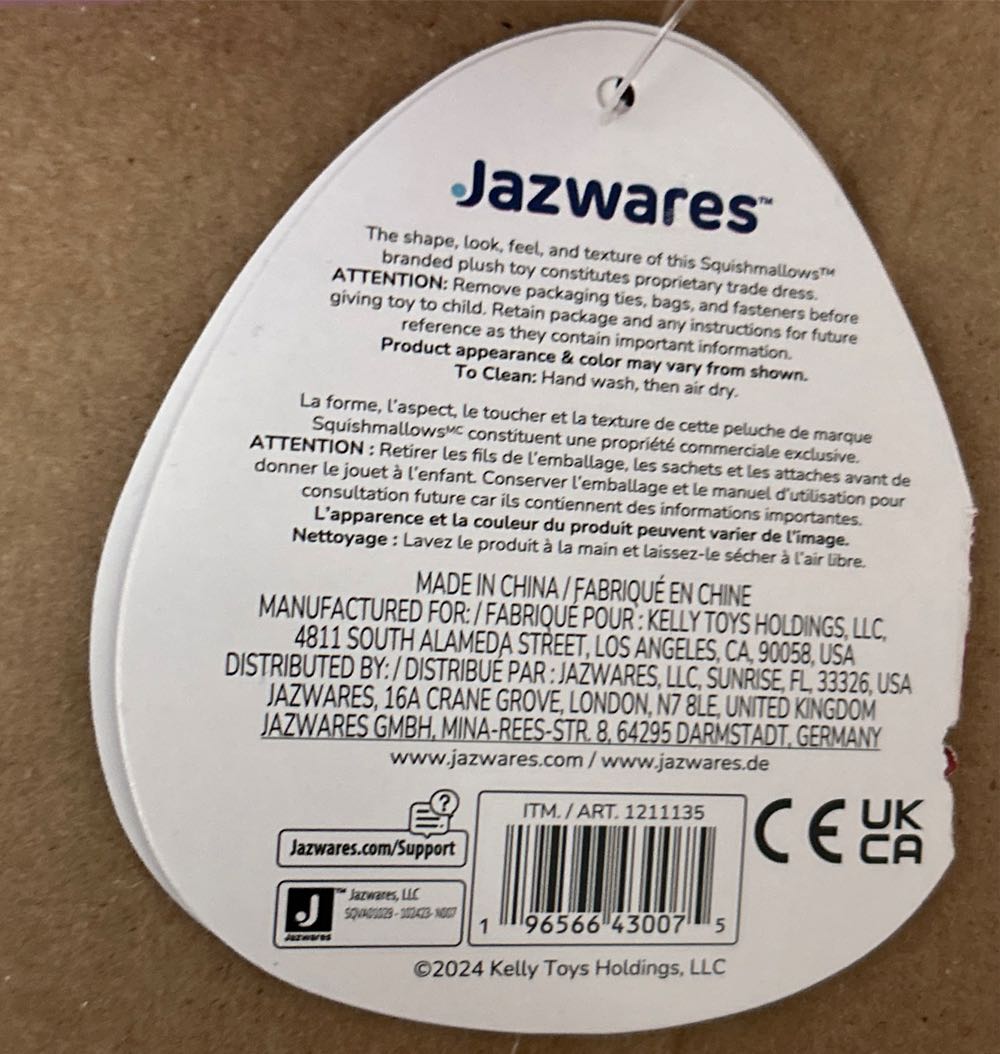 Jazwares™
The shape, look, feel, and texture of this Squishmallows™
branded plush toy constitutes proprietary trade dress.
ATTENTION: Remove packaging ties, bags, and fasteners before
giving toy to child. Retain package and any instructions for future
reference as they contain important information.
Product appearance & color may vary from shown.
To Clean: Hand wash, then air dry.
La forme, l'aspect, le toucher et la texture de cette peluche de marque
Squishmallows ᴹᶜ constituent une propriété commerciale exclusive.
ATTENTION : Retirer les fils de l'emballage, les sachets et les attaches avant de
donner le jouet à l'enfant. Conserver l'emballage et le manuel d'utilisation pour
consultation future car ils contiennent des informations importantes.
L'apparence et la couleur du produit peuvent varier de l'image.
Nettoyage : Lavez le produit à la main et laissez-le sécher à l'air libre.
MADE IN CHINA / FABRIQUÉ EN CHINE
MANUFACTURED FOR: / FABRIQUÉ POUR : KELLY TOYS HOLDINGS, LLC,
4811 SOUTH ALAMEDA STREET, LOS ANGELES, CA, 90058, USA
DISTRIBUTED BY: / DISTRIBUÉ PAR : JAZWARES, LLC, SUNRISE, FL, 33326, USA
JAZWARES, 16A CRANE GROVE, LONDON, N7 8LE, UNITED KINGDOM
JAZWARES GMBH, MINA-REES-STR. 8, 64295 DARMSTADT, GERMANY
www.jazwares.com / www.jazwares.de
?
Jazwares.com/Support
ITM. / ART. 1211135
CE UK
CA
J ™ Jazwares, LLC
SQVA01029 - 102423- N007
Jazwares
1 96566 43007 5
©2024 Kelly Toys Holdings, LLC